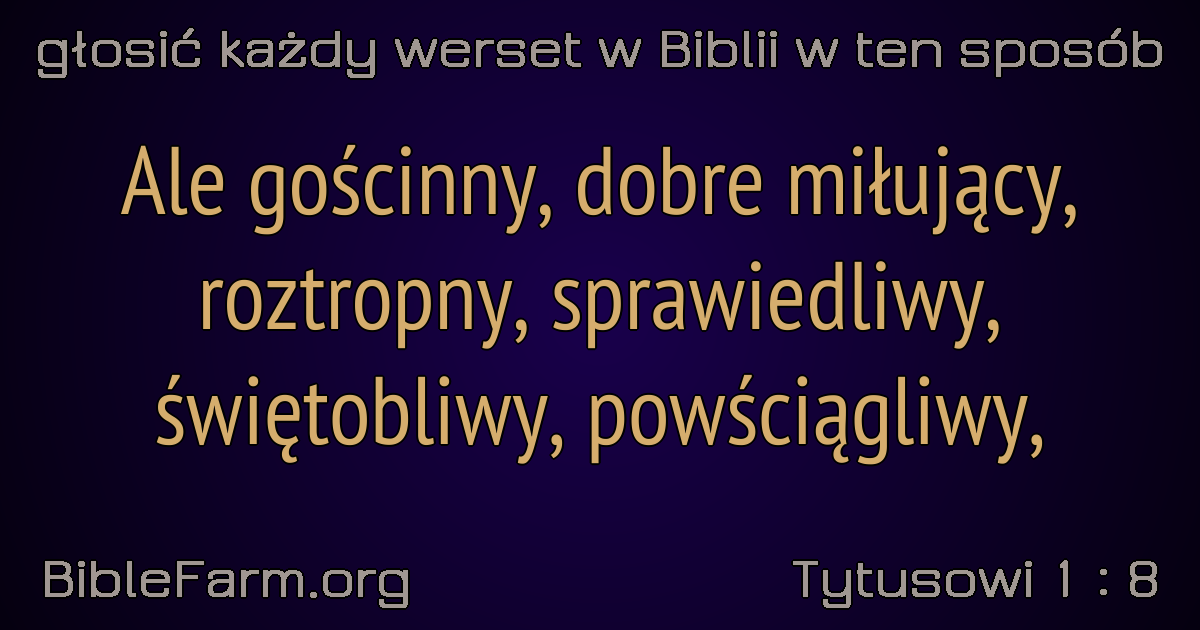 głosić każdy werset w Biblii w ten sposób
Ale gościnny, dobre miłujący,
roztropny, sprawiedliwy,
świętobliwy, powściągliwy,
BibleFarm.org
Tytusowi 1 : 8